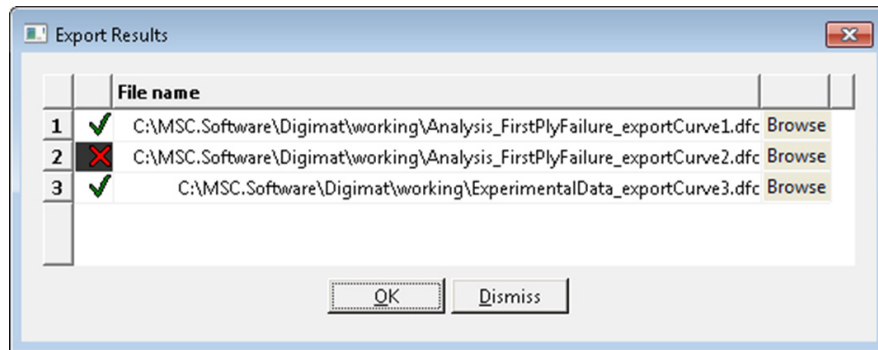 Export Results
File name
1 C:\MSC.Software\Digimat\working\Analysis_FirstPlyFailure_exportCurve1.dfc Browse
2 C:\MSC.Software\Digimat\working\Analysis_FirstPlyFailure_exportCurve2.dfc Browse
3 C:\MSC.Software\Digimat\working\ExperimentalData_exportCurve3.dfc Browse
OK Dismiss